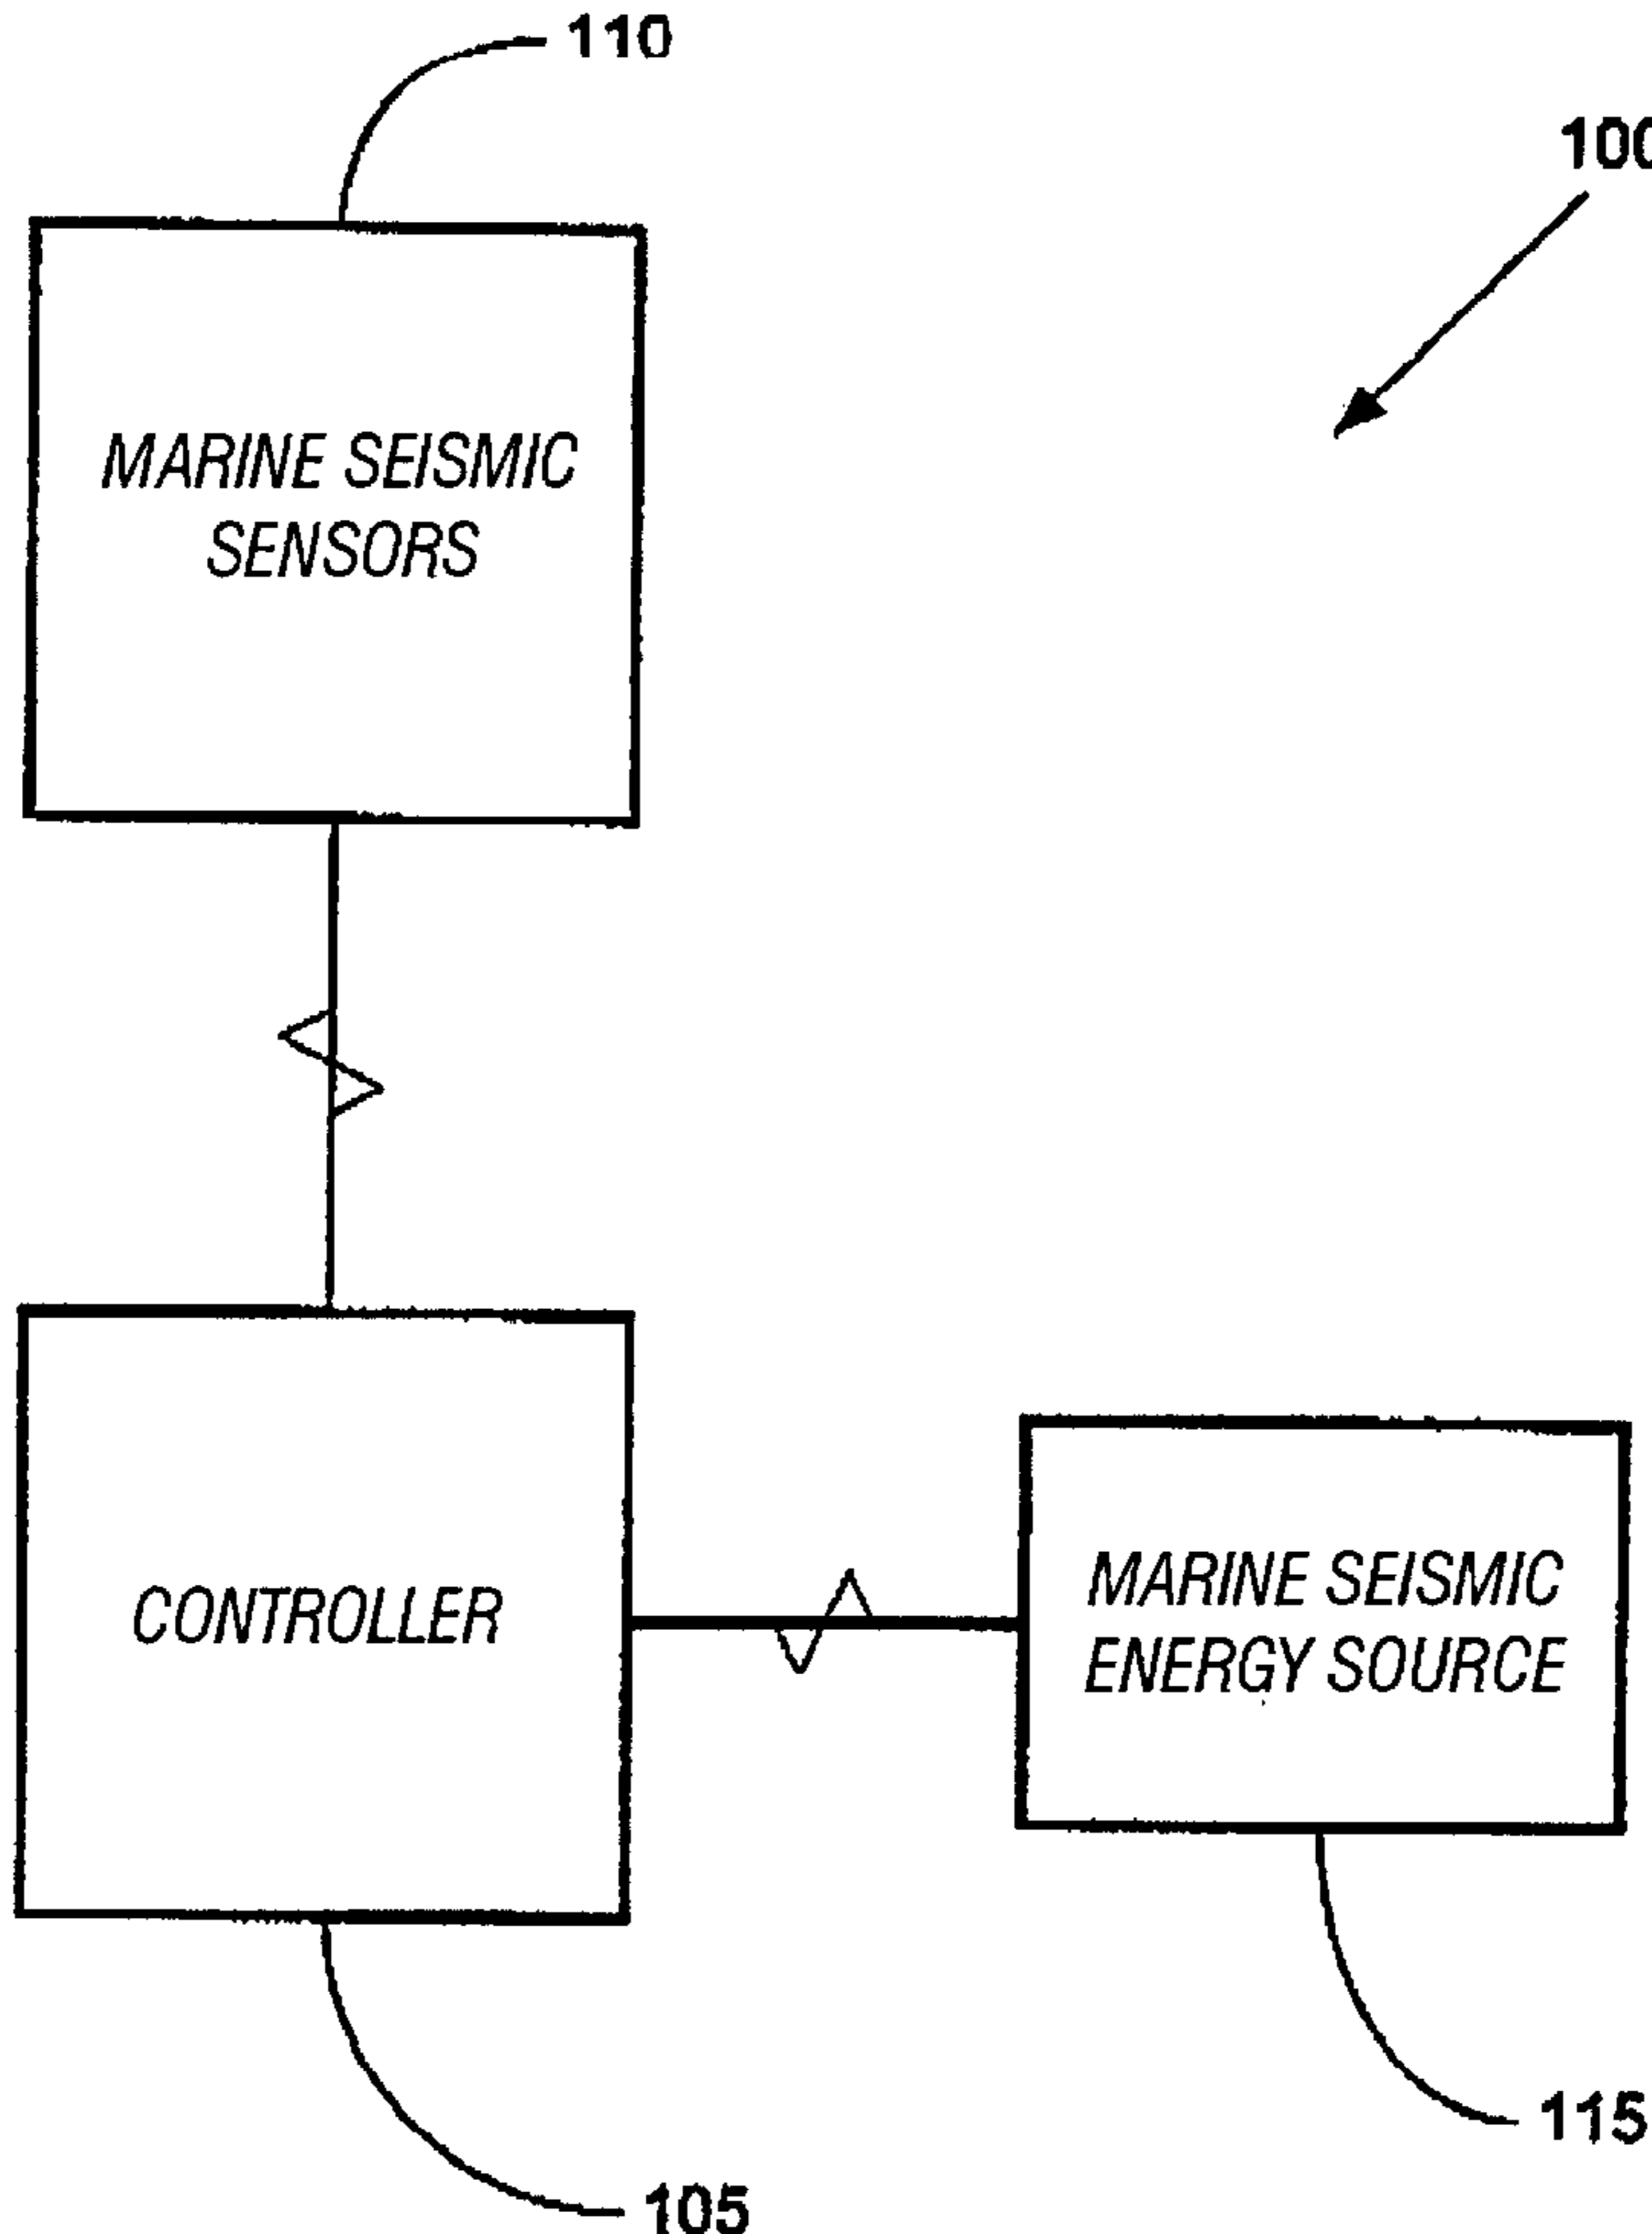 110
100
MARINE SEISMIC
SENSORS
CONTROLLER
MARINE SEISMIC
ENERGY SOURCE
115
105